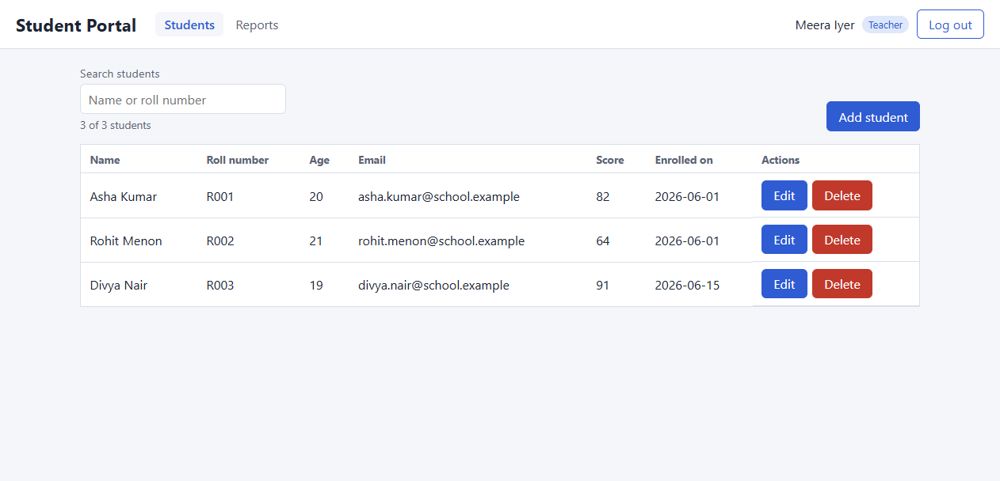 Student Portal Students Reports Meera Iyer Teacher Log out
Search students
Name or roll number
3 of 3 students
Add student
Name Roll number Age Email Score Enrolled on Actions
Asha Kumar R001 20 asha.kumar@school.example 82 2026-06-01 Edit Delete
Rohit Menon R002 21 rohit.menon@school.example 64 2026-06-01 Edit Delete
Divya Nair R003 19 divya.nair@school.example 91 2026-06-15 Edit Delete